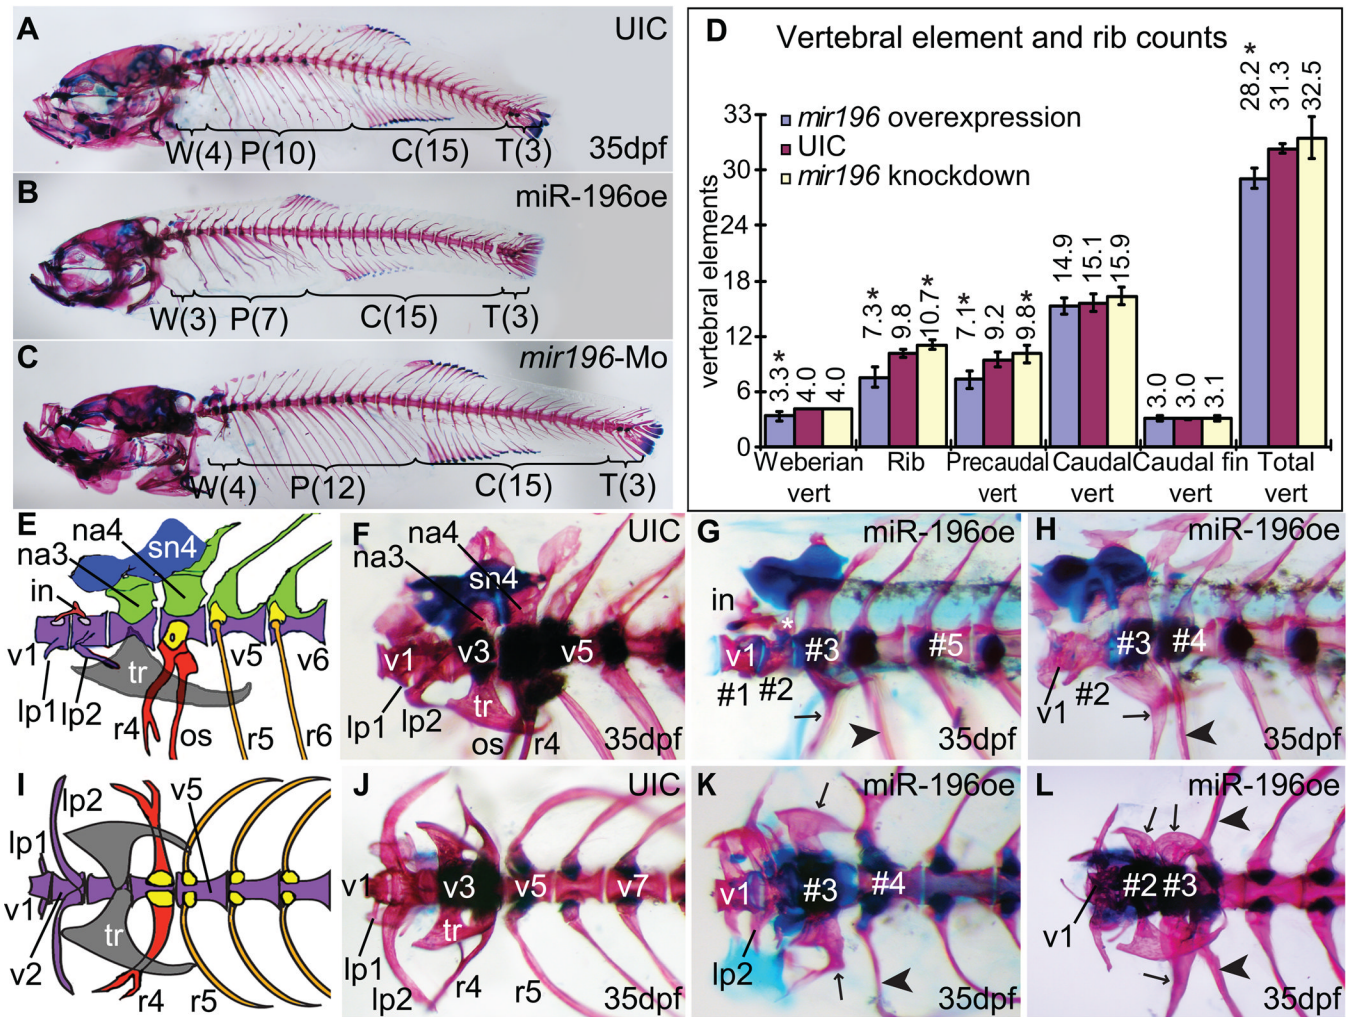 A
UIC
W(4) P(10)
C(15)
T(3)
35dpf
B
miR-196oe
W(3)
P(7)
C(15)
T(3)
C
mir196-Mo
W(4)
P(12)
C(15)
T(3)
D
Vertebral element and rib counts
mir196 overexpression
UIC
mir196 knockdown
vertebral elements
33
30
24
18
12
6
0
3.3*
4.0
4.0
7.3*
9.8
10.7*
7.1*
9.2
9.8*
14.9
15.1
15.9
3.0
3.0
3.1
28.2*
31.3
32.5
Weberian vert
Rib
Precaudal vert
Caudal vert
Caudal fin vert
Total vert
E
na4
sn4
na3
in
v1
tr
v5
v6
lp1
lp2
r4
os
r5
r6
F
UIC
na4
na3
sn4
v1
v3
v5
lp1
lp2
tr
os
r4
35dpf
G
miR-196oe
in
*
v1
#3
#5
#1
#2
35dpf
H
miR-196oe
#3
#4
v1
#2
35dpf
I
lp2
v5
lp1
v1
tr
v2
r4
r5
J
UIC
v1
v3
v5
v7
tr
lp1
lp2
r4
r5
35dpf
K
miR-196oe
v1
#3
#4
lp2
35dpf
L
miR-196oe
#2
#3
v1
35dpf